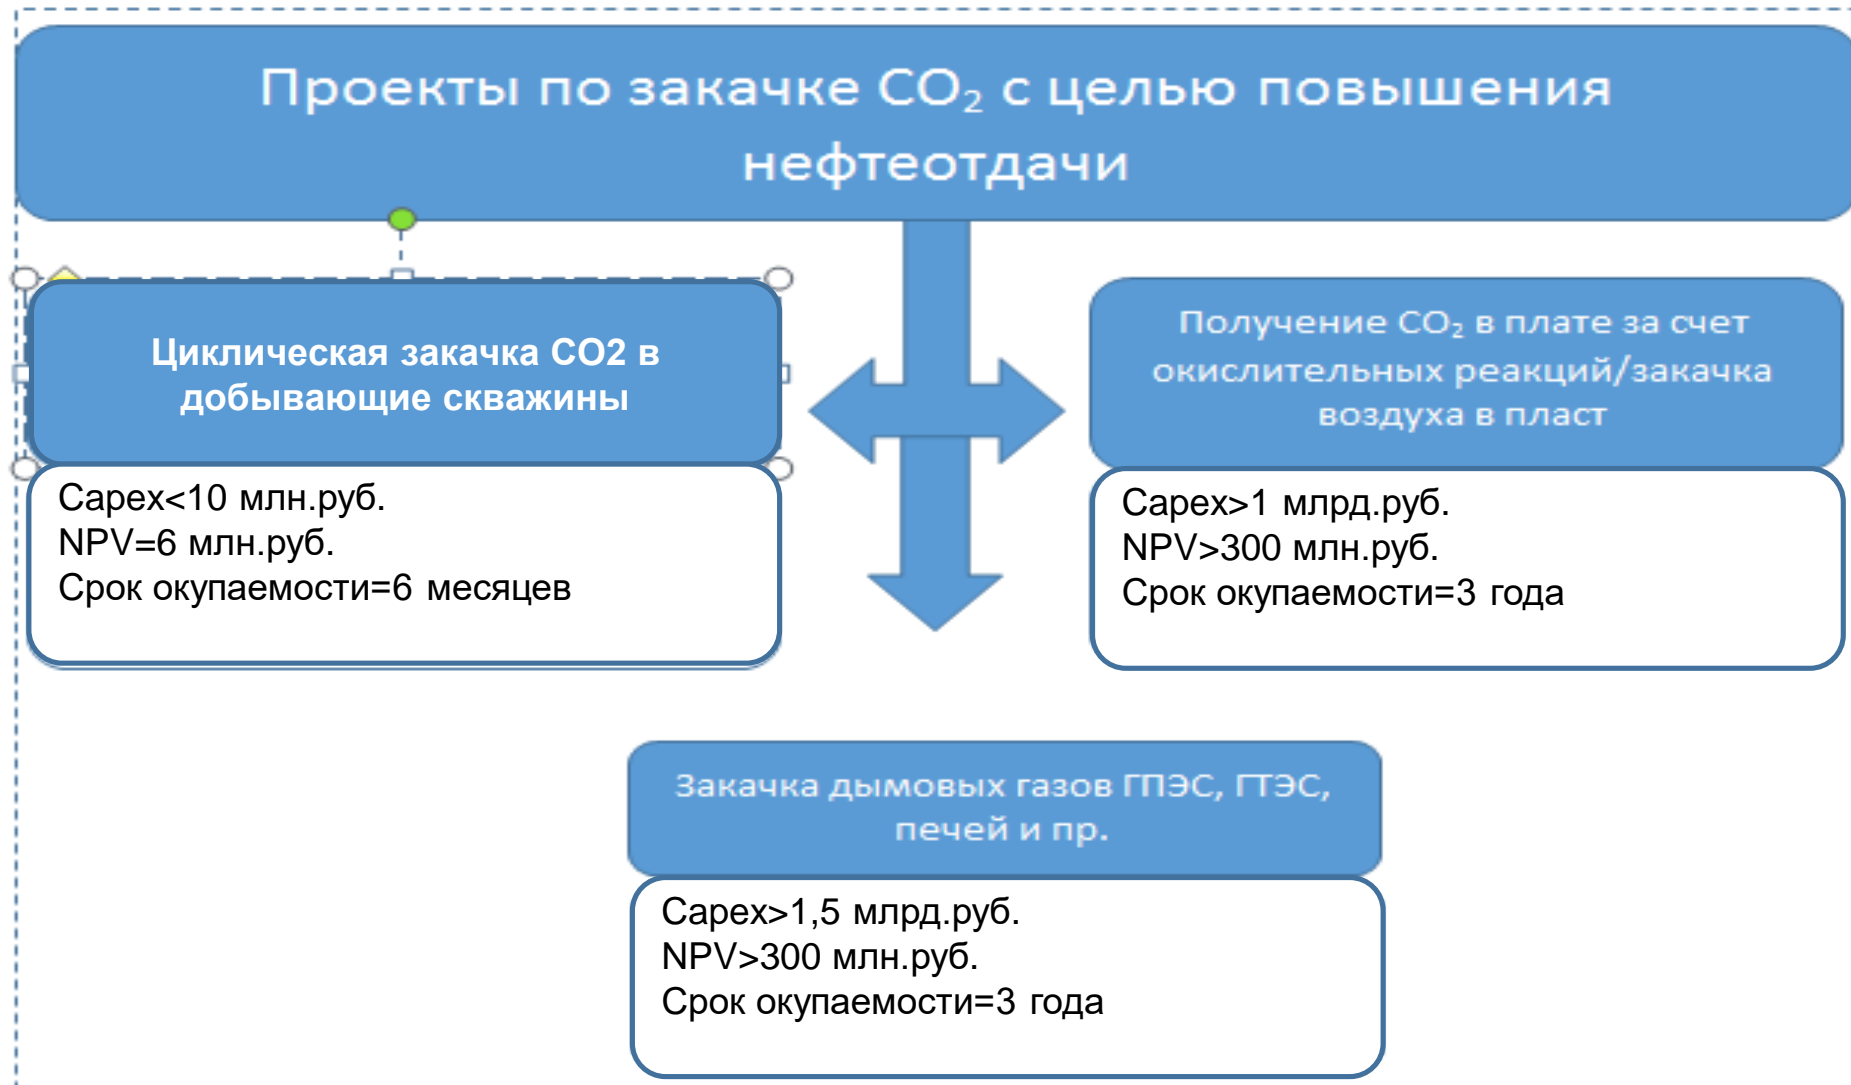 Проекты по закачке CO₂ с целью повышения
нефтеотдачи
Циклическая закачка СО2 в
добывающие скважины
Capex<10 млн.руб.
NPV=6 млн.руб.
Срок окупаемости=6 месяцев
Получение CO₂ в плате за счет
окислительных реакций/закачка
воздуха в пласт
Capex>1 млрд.руб.
NPV>300 млн.руб.
Срок окупаемости=3 года
Закачка дымовых газов ГПЭС, ГТЭС,
печей и пр.
Capex>1,5 млрд.руб.
NPV>300 млн.руб.
Срок окупаемости=3 года